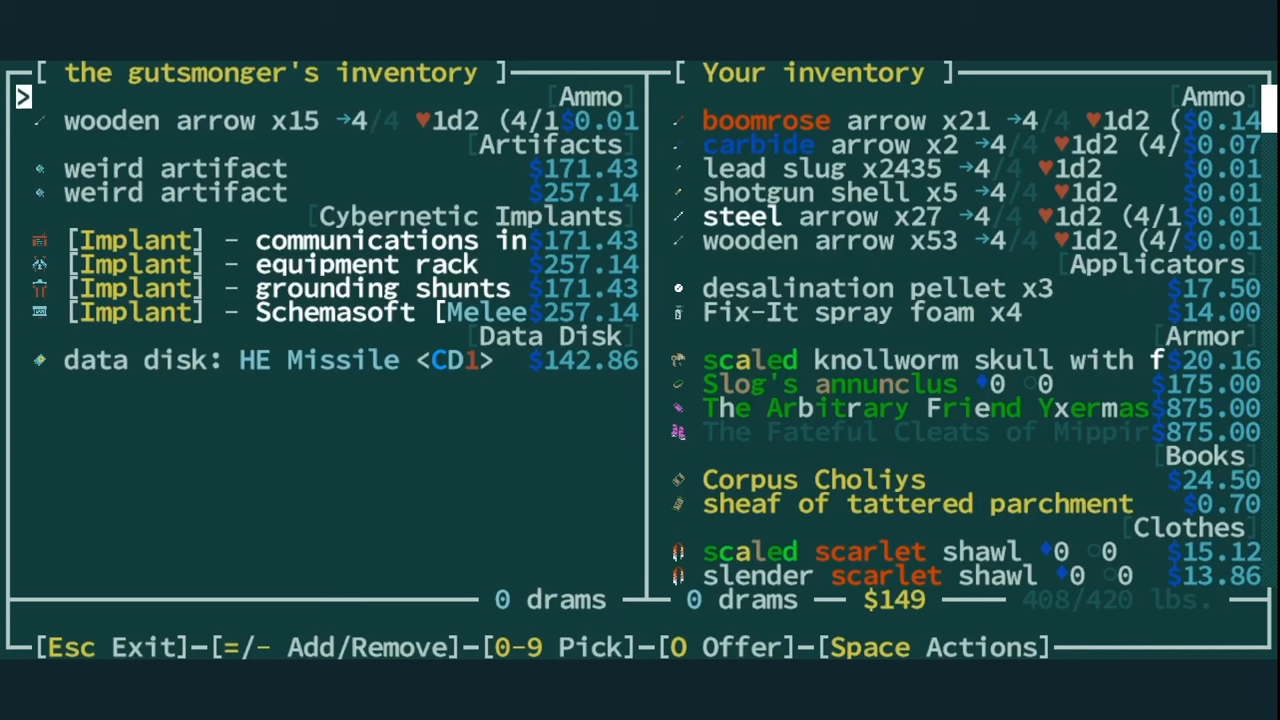 [ the gutsmonger's inventory ]
>
[Ammo]
wooden arrow x15 →4/4 ♥1d2 (4/1 $0.01
[Artifacts]
weird artifact $171.43
weird artifact $257.14
[Cybernetic Implants]
[Implant] - communications in $171.43
[Implant] - equipment rack $257.14
[Implant] - grounding shunts $171.43
[Implant] - Schemasoft [Melee $257.14
[Data Disk]
data disk: HE Missile <CD1> $142.86
0 drams
[ Your inventory ]
[Ammo]
boomrose arrow x21 →4/4 ♥1d2 ( $0.14
carbide arrow x2 →4/4 ♥1d2 (4/ $0.07
lead slug x2435 →4/4 ♥1d2 $0.01
shotgun shell x5 →4/4 ♥1d2 $0.01
steel arrow x27 →4/4 ♥1d2 (4/1 $0.01
wooden arrow x53 →4/4 ♥1d2 (4/ $0.01
[Applicators]
desalination pellet x3 $17.50
Fix-It spray foam x4 $14.00
[Armor]
scaled knollworm skull with f $20.16
Slog's annunclus ♦0 ○0 $175.00
The Arbitrary Friend Yxermas $875.00
The Fateful Cleats of Mippir $875.00
[Books]
Corpus Choliys $24.50
sheaf of tattered parchment $0.70
[Clothes]
scaled scarlet shawl ♦0 ○0 $15.12
slender scarlet shawl ♦0 ○0 $13.86
0 drams — $149 — 408/420 lbs.
[Esc Exit]-[=/- Add/Remove]-[0-9 Pick]-[O Offer]-[Space Actions]